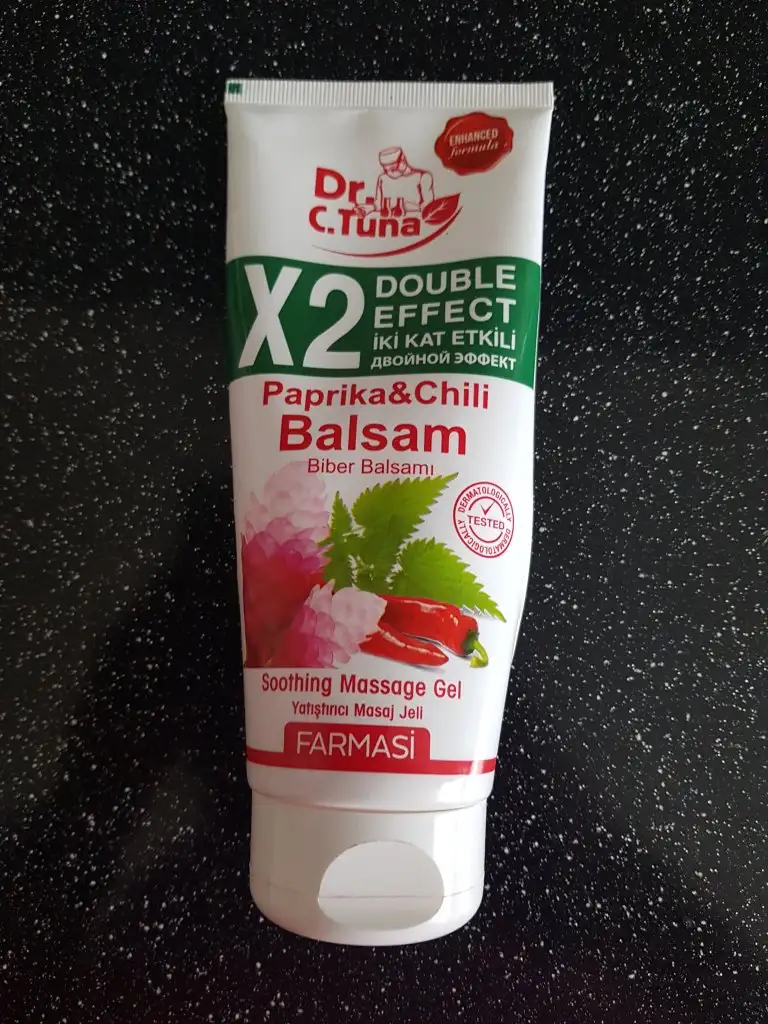 ENHANCED
formula
Dr.
C.Tuna
X2
DOUBLE
EFFECT
İKİ KAT ETKİLİ
ДВОЙНОЙ ЭФФЕКТ
Paprika&Chili
Balsam
Biber Balsamı
DERMATOLOGICALLY
TESTED
DERMATOLOGICALLY
Soothing Massage Gel
Yatıştırıcı Masaj Jeli
FARMASİ